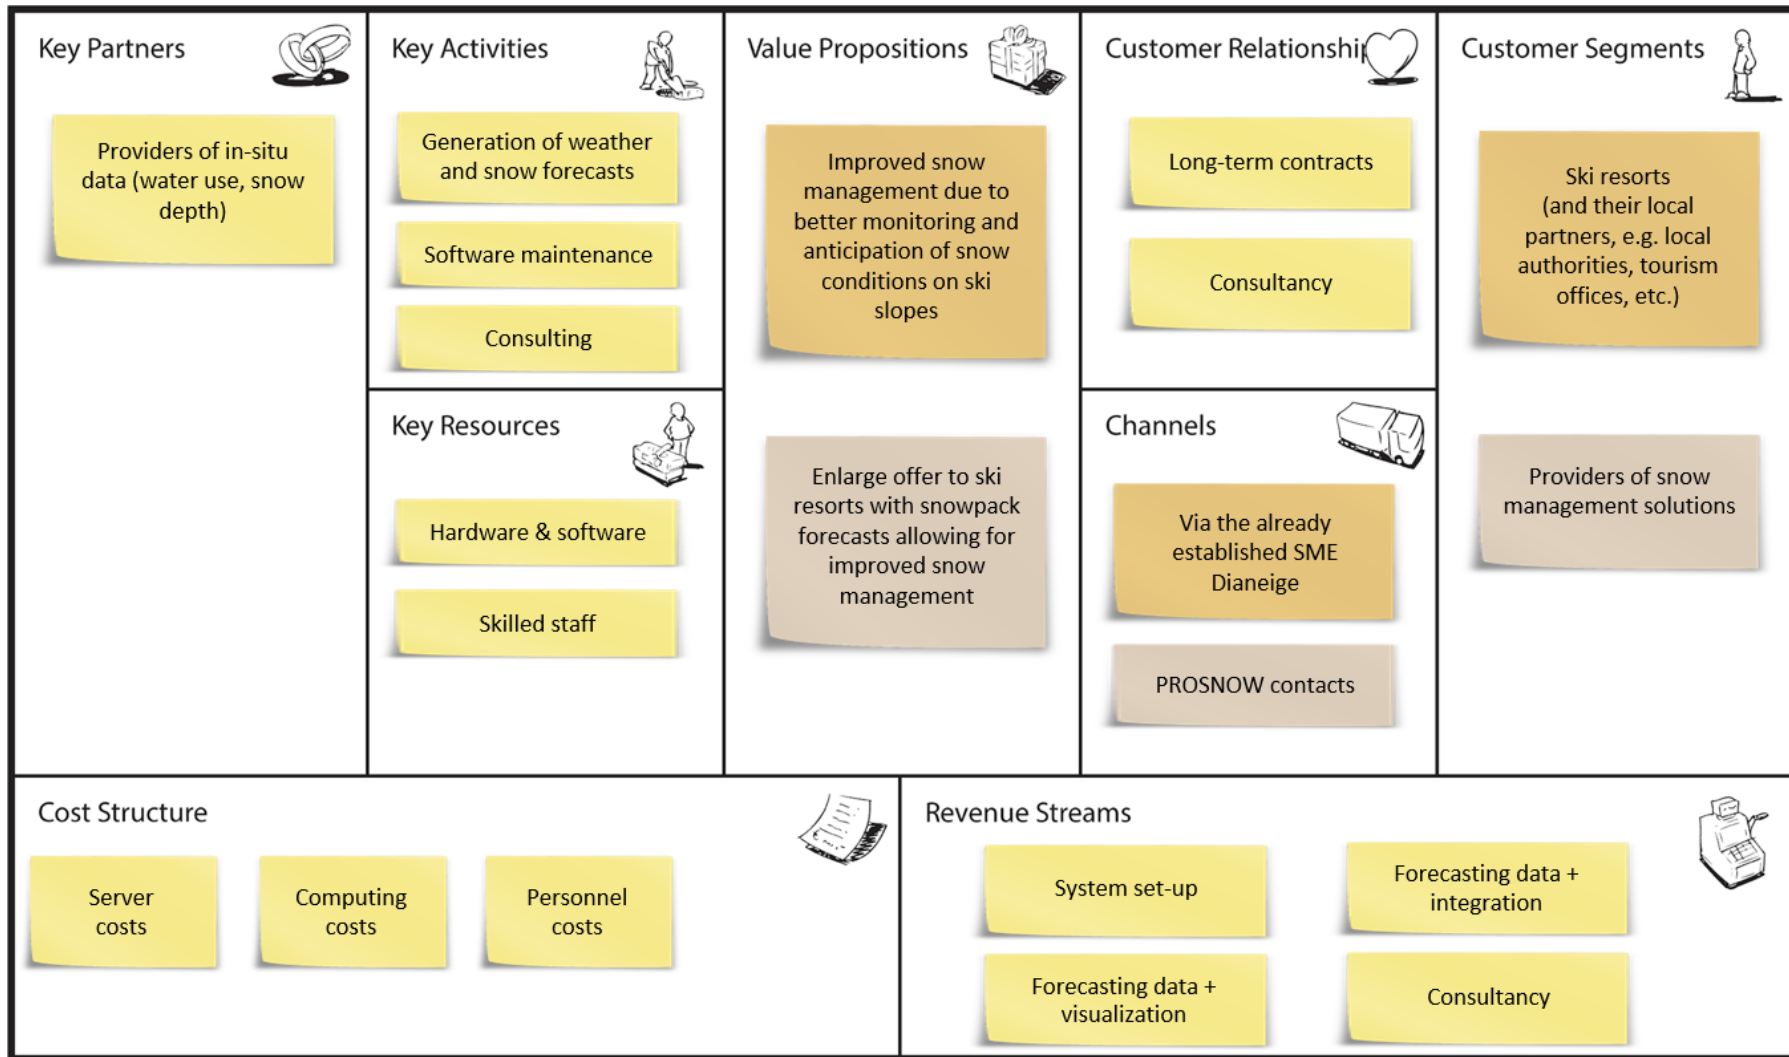 Key Partners
Providers of in-situ
data (water use, snow
depth)
Key Activities
Generation of weather
and snow forecasts
Software maintenance
Consulting
Key Resources
Hardware & software
Skilled staff
Value Propositions
Improved snow
management due to
better monitoring and
anticipation of snow
conditions on ski
slopes
Enlarge offer to ski
resorts with snowpack
forecasts allowing for
improved snow
management
Customer Relationship
Long-term contracts
Consultancy
Channels
Via the already
established SME
Dianeige
PROSNOW contacts
Customer Segments
Ski resorts
(and their local
partners, e.g. local
authorities, tourism
offices, etc.)
Providers of snow
management solutions
Cost Structure
Server
costs
Computing
costs
Personnel
costs
Revenue Streams
System set-up
Forecasting data +
integration
Forecasting data +
visualization
Consultancy